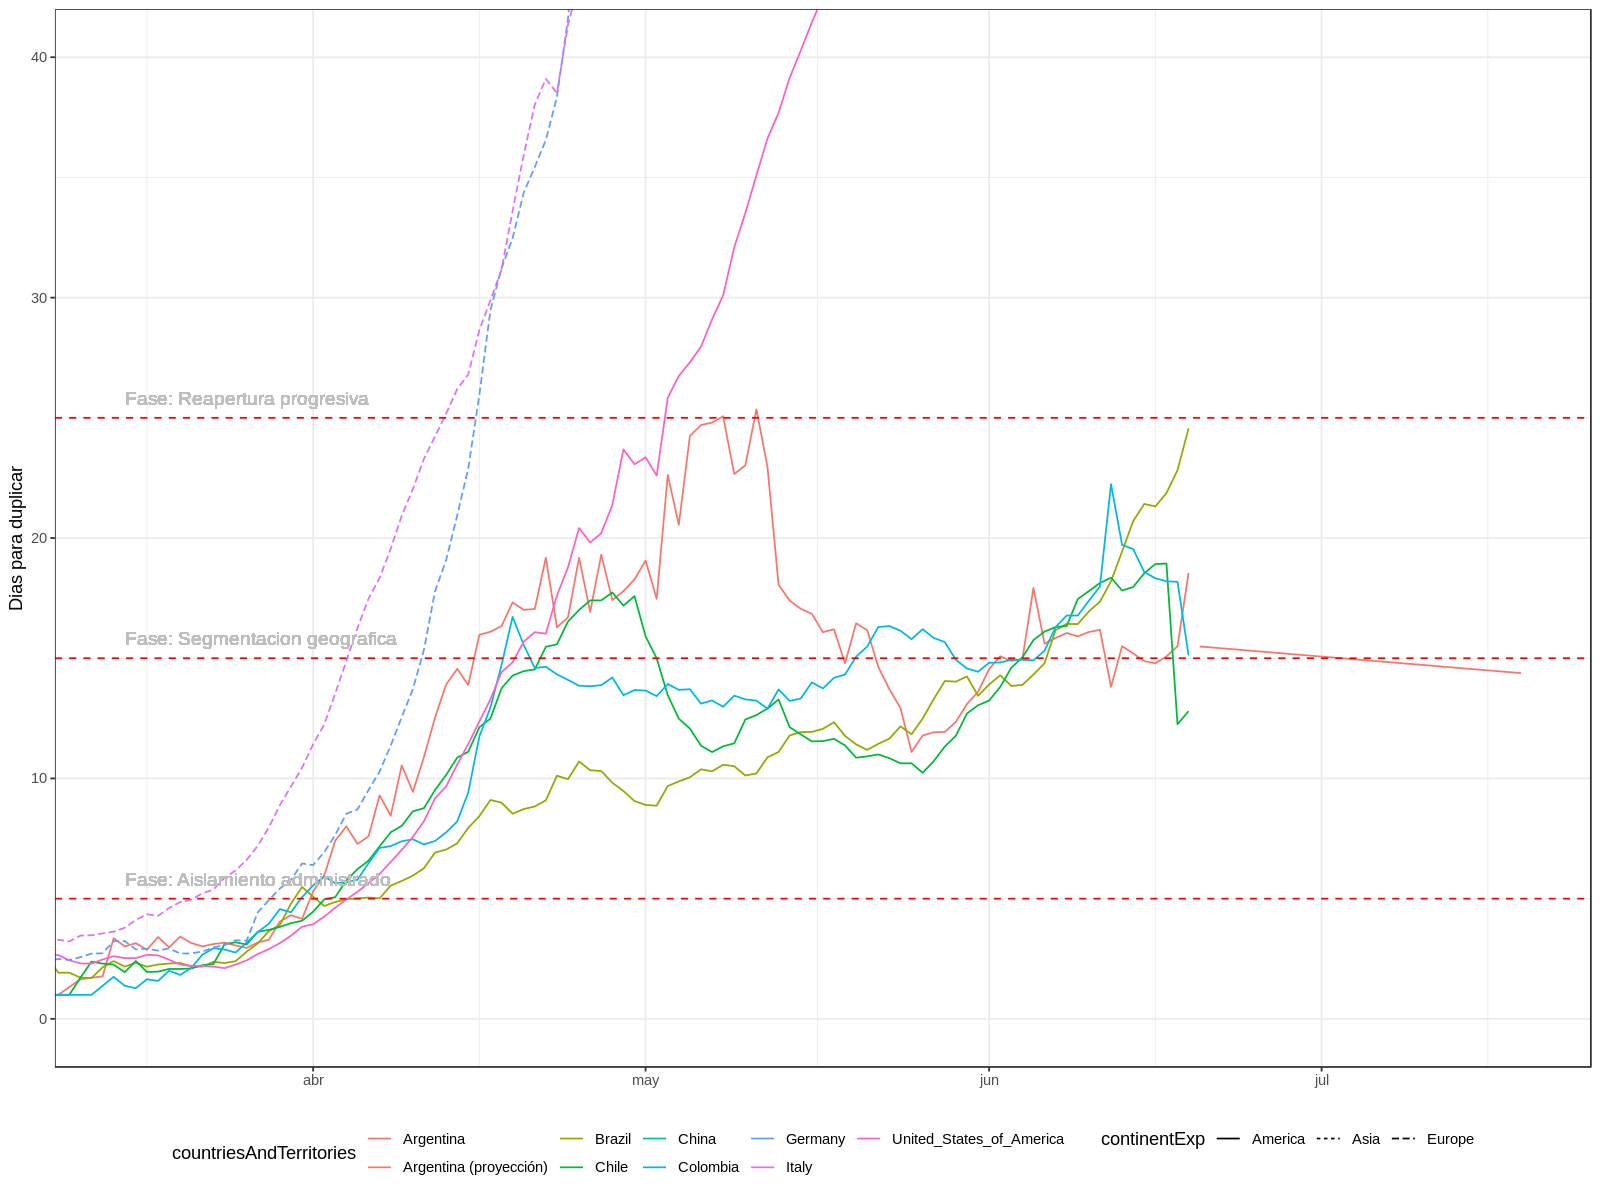 40
30
20
10
0
Dias para duplicar
Fase: Reapertura progresiva
Fase: Segmentacion geografica
Fase: Aislamiento administrado
abr may jun jul
countriesAndTerritories
Argentina Brazil China Germany United_States_of_America
Argentina (proyección) Chile Colombia Italy
continentExp America Asia Europe